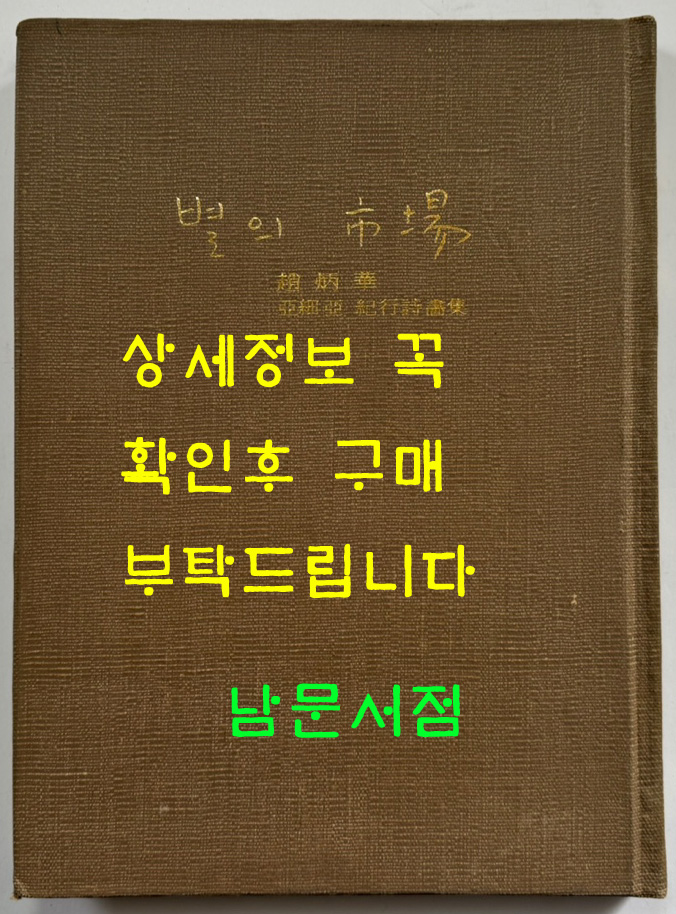 별의 市場
趙炳華
亞細亞 紀行詩畵集
상세정보 꼭
확인후 구매
부탁드립니다
남문서점